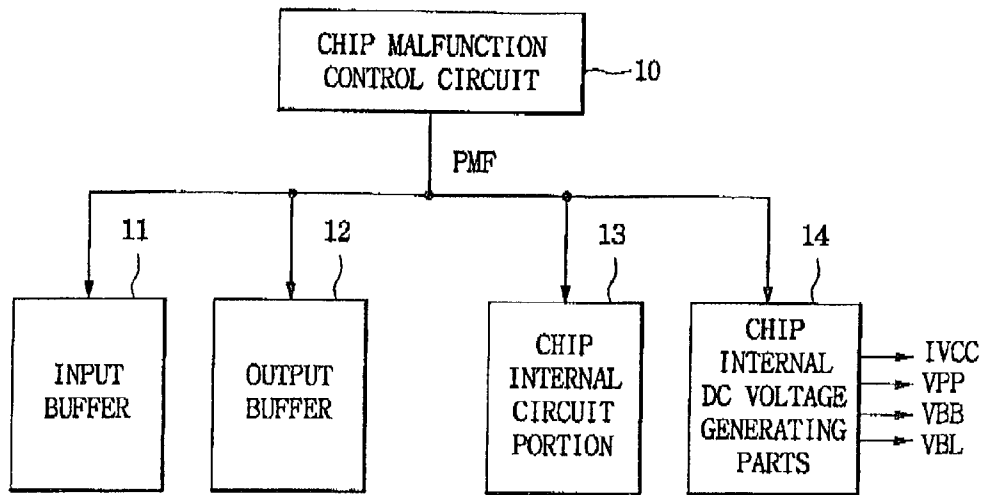 CHIP MALFUNCTION
CONTROL CIRCUIT
10
PMF
11
12
13
14
INPUT
BUFFER
OUTPUT
BUFFER
CHIP
INTERNAL
CIRCUIT
PORTION
CHIP
INTERNAL
DC VOLTAGE
GENERATING
PARTS
IVCC
VPP
VBB
VBL